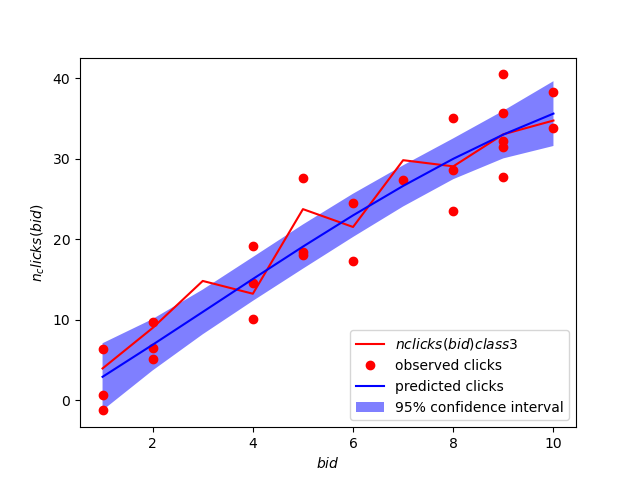 40
30
20
10
0
n_clicks(bid)
nclicks(bid)class3
observed clicks
predicted clicks
95% confidence interval
2
4
6
8
10
bid